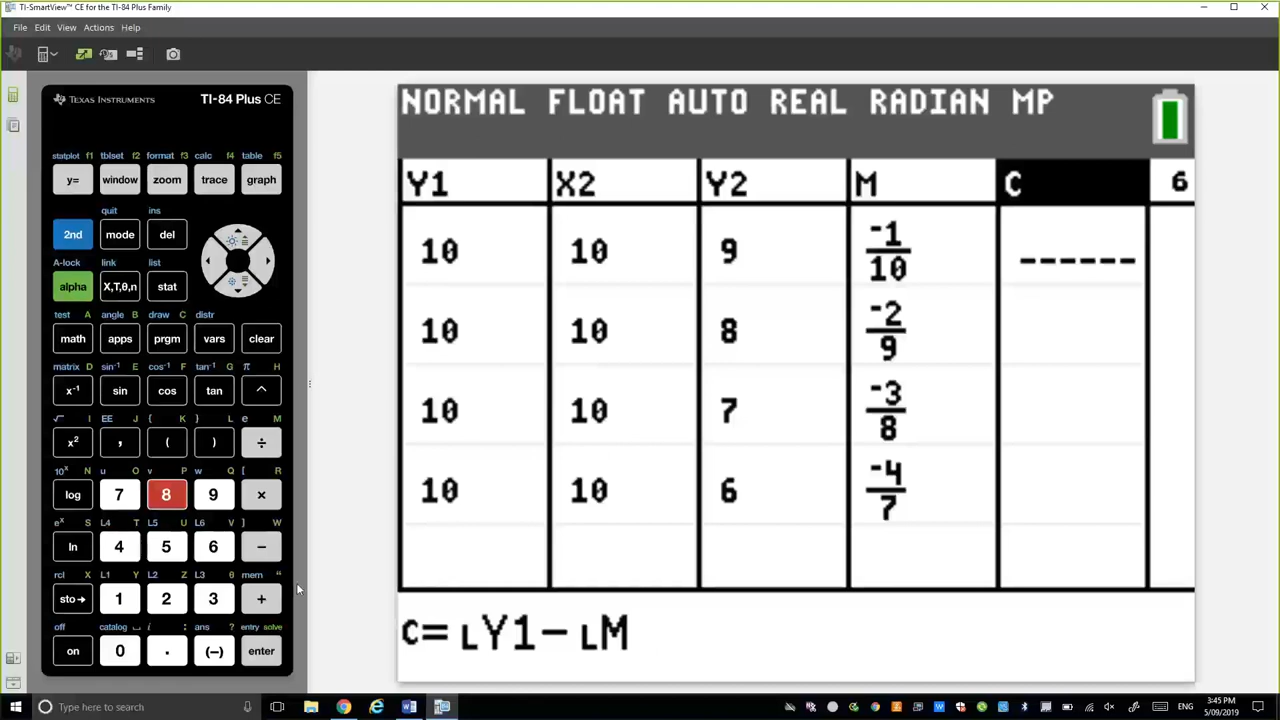 TI-SmartView™ CE for the TI-84 Plus Family
File Edit View Actions Help
TEXAS INSTRUMENTS TI-84 Plus CE
statplot f1 tblset f2 format f3 calc f4 table f5
y= window zoom trace graph
quit ins
2nd mode del
A-lock link list
alpha X,T,θ,n stat
test A angle B draw C distr
math apps prgm vars clear
matrix D sin⁻¹ E cos⁻¹ F tan⁻¹ G π H
x⁻¹ sin cos tan ^
√ I EE J { K } L e M
x² , ( ) ÷
10ˣ N u O v P w Q [ R
log 7 8 9 ×
eˣ S L4 T L5 U L6 V ] W
ln 4 5 6 −
rcl X L1 Y L2 Z L3 θ mem "
sto→ 1 2 3 +
off catalog ⎵ i : ans ? entry solve
on 0 . (−) enter
NORMAL FLOAT AUTO REAL RADIAN MP
Y1 X2 Y2 M C 6
10 10 9 -1/10 ------
10 10 8 -2/9
10 10 7 -3/8
10 10 6 -4/7
C=ʟY1-ʟM
Type here to search
ENG
3:45 PM
5/09/2019